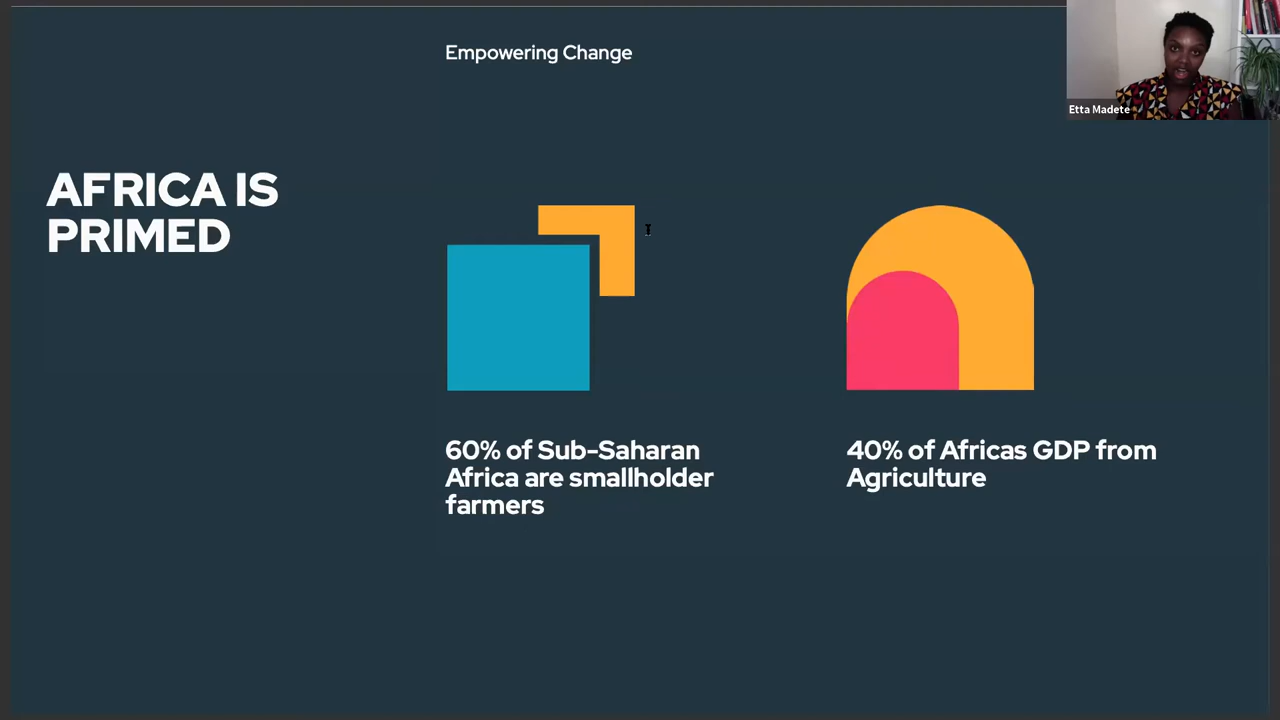 Empowering Change
Etta Madete
AFRICA IS
PRIMED
60% of Sub-Saharan
Africa are smallholder
farmers
40% of Africas GDP from
Agriculture